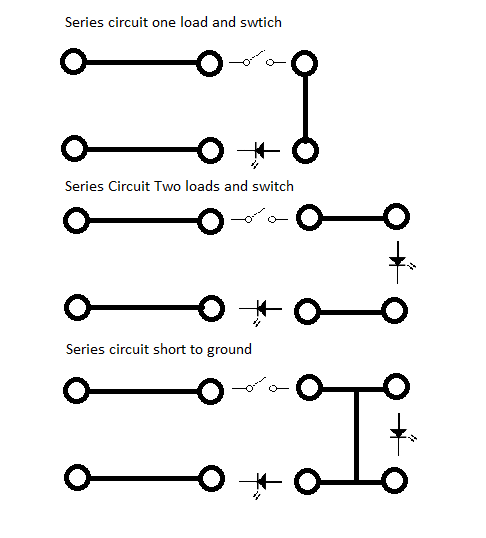 Series circuit one load and swtich
Series Circuit Two loads and switch
Series circuit short to ground